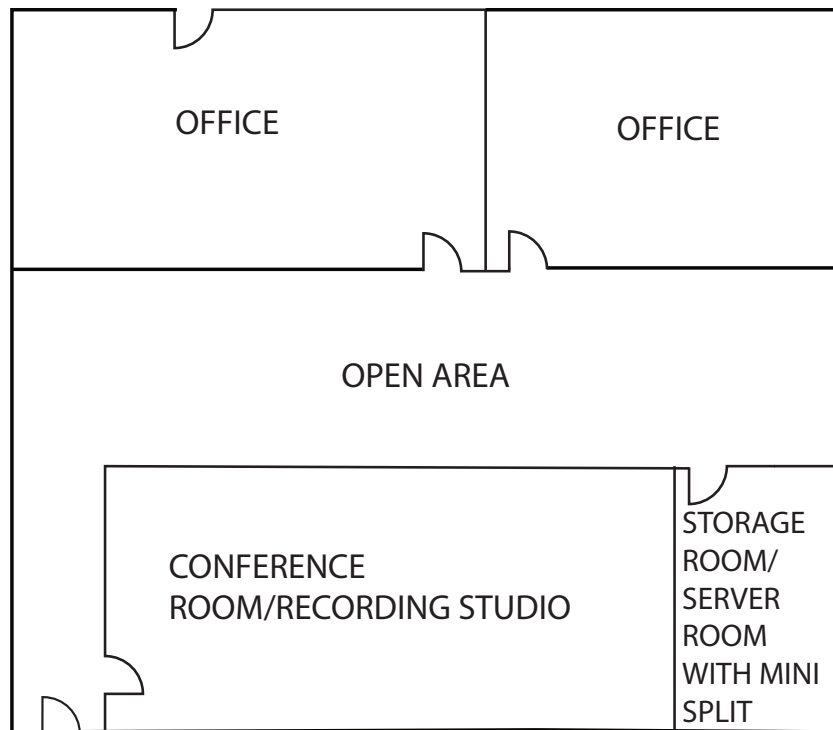 OFFICE
OFFICE
OPEN AREA
CONFERENCE
ROOM/RECORDING STUDIO
STORAGE
ROOM/
SERVER
ROOM
WITH MINI
SPLIT